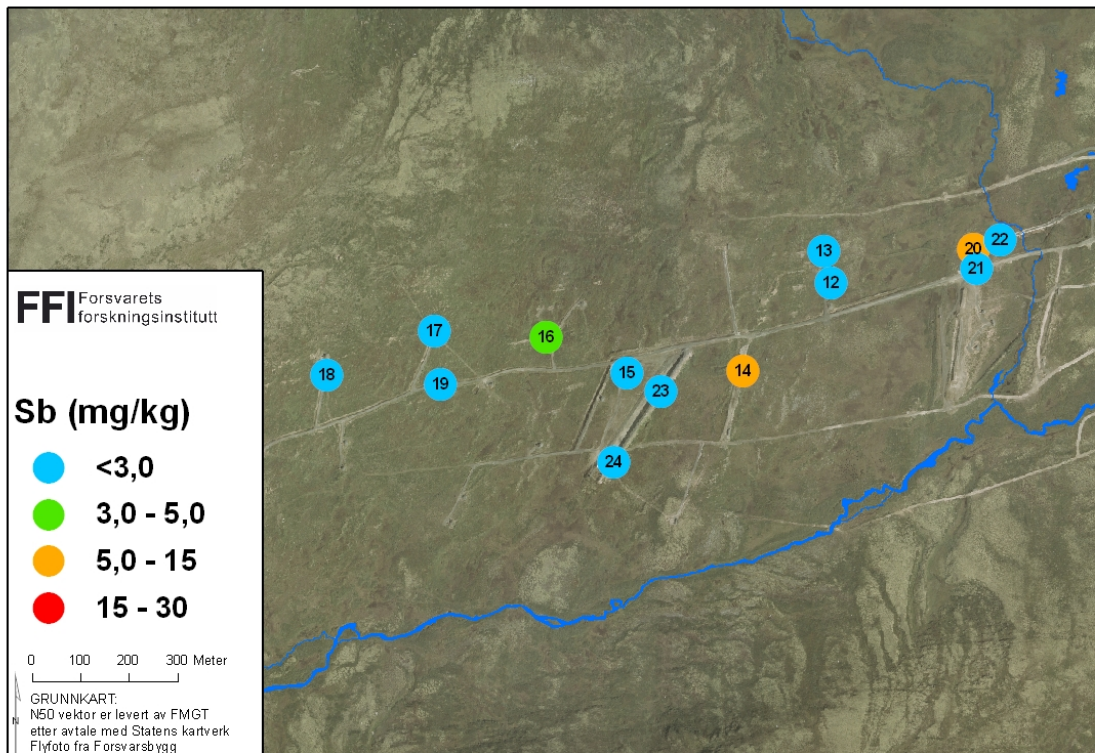 FFI Forsvarets
forskningsinstitutt
Sb (mg/kg)
<3,0
3,0 - 5,0
5,0 - 15
15 - 30
0 100 200 300 Meter
N
GRUNNKART:
N50 vektor er levert av FMGT
etter avtale med Statens kartverk
Flyfoto fra Forsvarsbygg
22
20
13
21
12
17
16
14
15
18
19
23
24